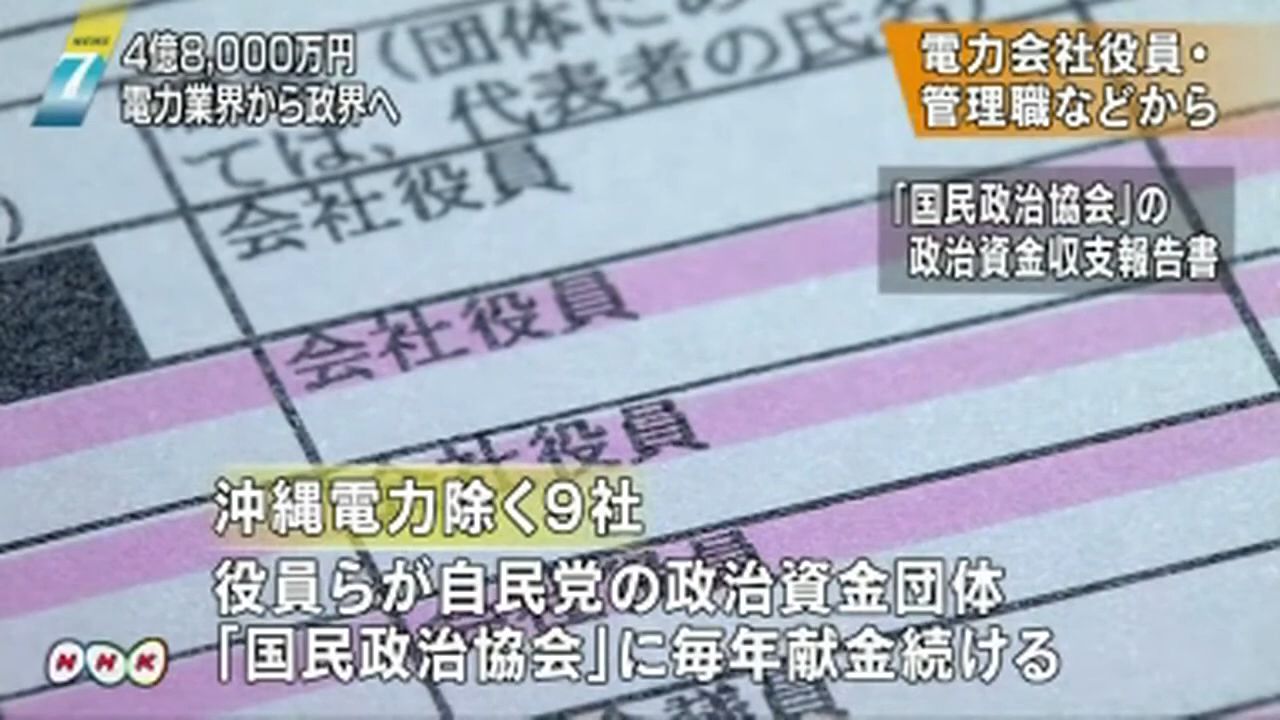 NEWS
7
4億8,000万円
電力業界から政界へ
電力会社役員・
管理職などから
「国民政治協会」の
政治資金収支報告書
(団体にあ
ては、代表者の氏名)
会社役員
会社役員
社役員
沖縄電力除く9社
役員らが自民党の政治資金団体
「国民政治協会」に毎年献金続ける
NHK